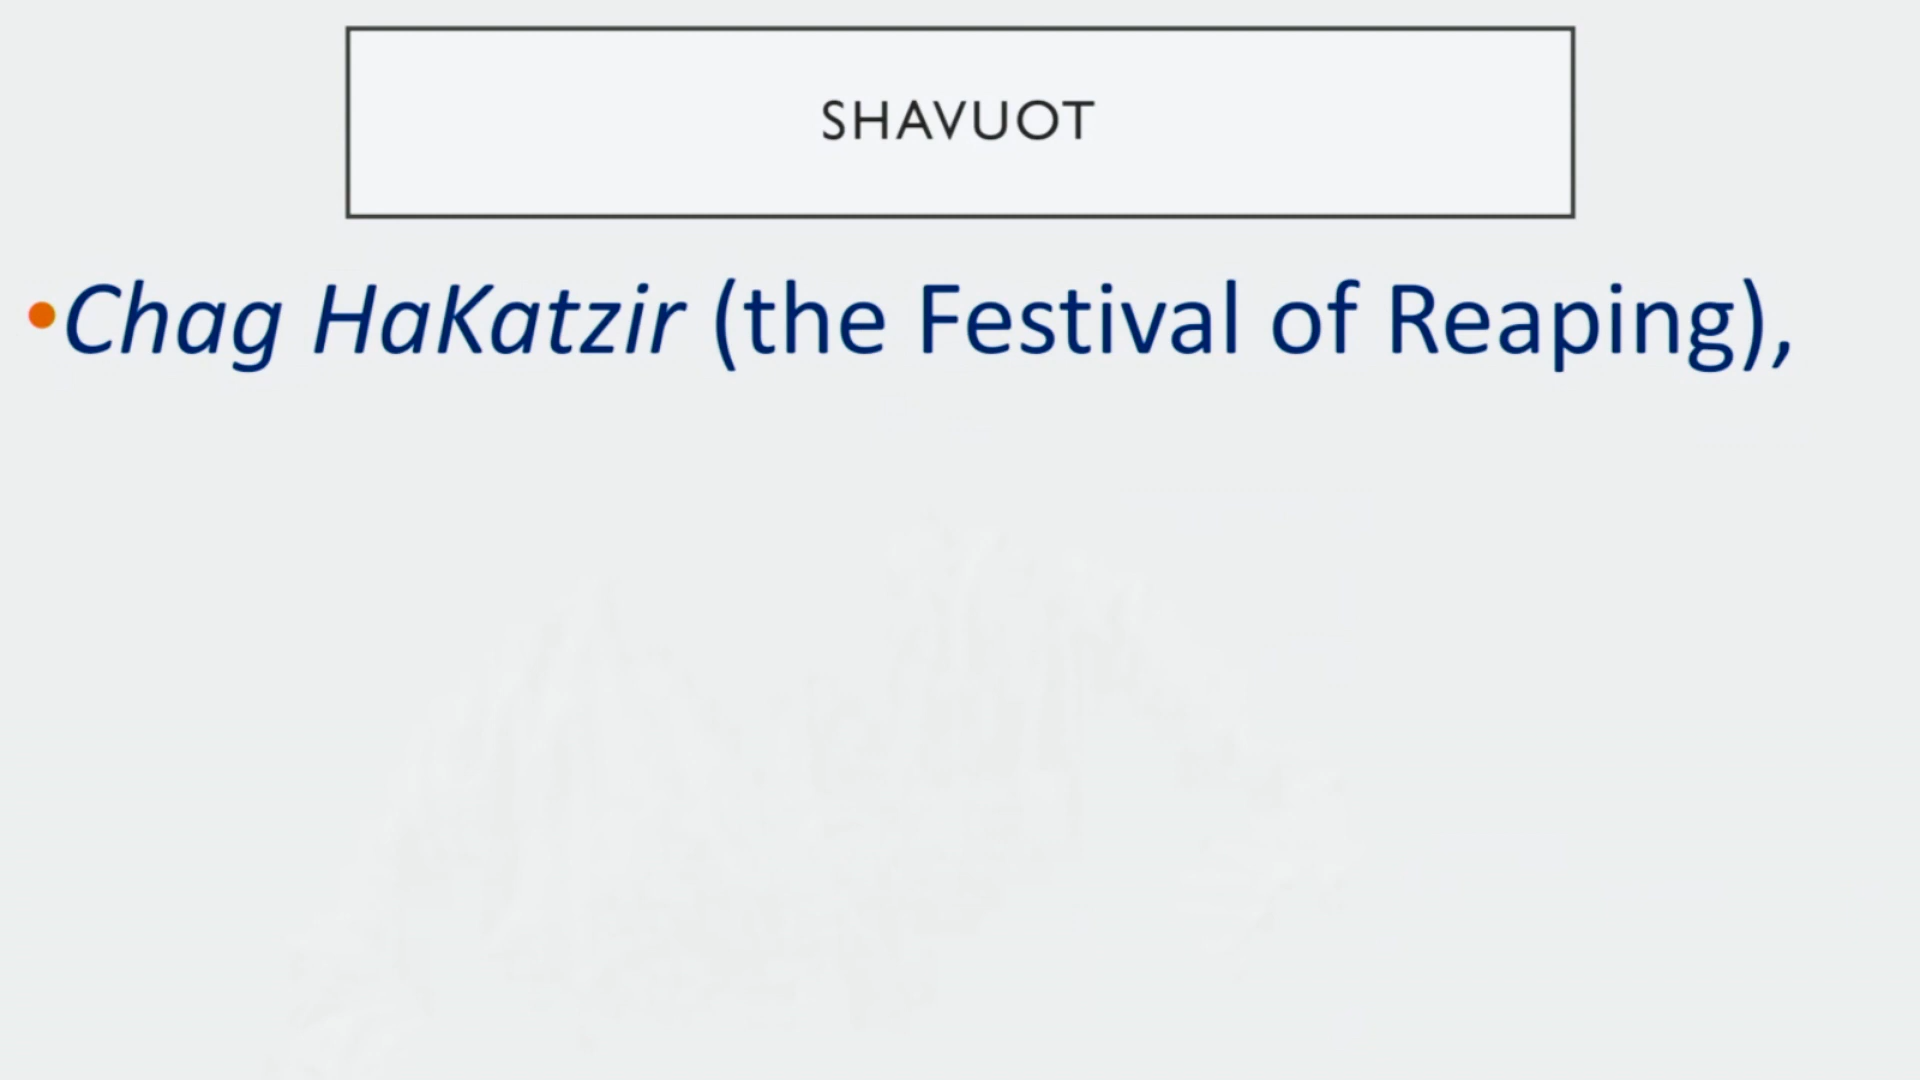 SHAVUOT
•Chag HaKatzir (the Festival of Reaping),